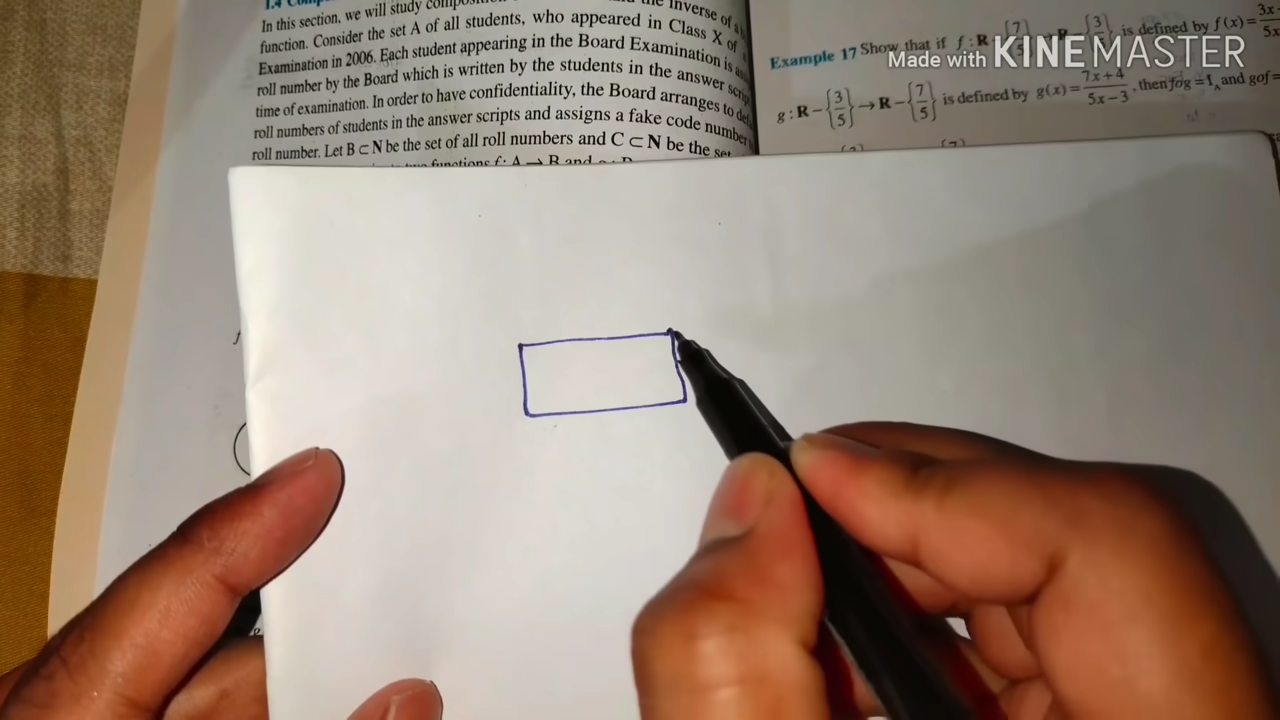 In this section, we will study
function. Consider the set A of all students, who appeared in Class X of
Examination in 2006. Each student appearing in the Board Examination is
roll number by the Board which is written by the students in the answer
time of examination. In order to have confidentiality, the Board arranges to
roll numbers of students in the answer scripts and assigns a fake code number
roll number. Let B ⊂ N be the set of all roll numbers and C ⊂ N be the
functions f : A → B and
Example 17 Show that if f : R is defined by f(x) =
Made with KINEMASTER
g : R − {3/5} → R − {7/5} is defined by g(x) = (7x + 4)/(5x − 3), then fog = I_A and gof =